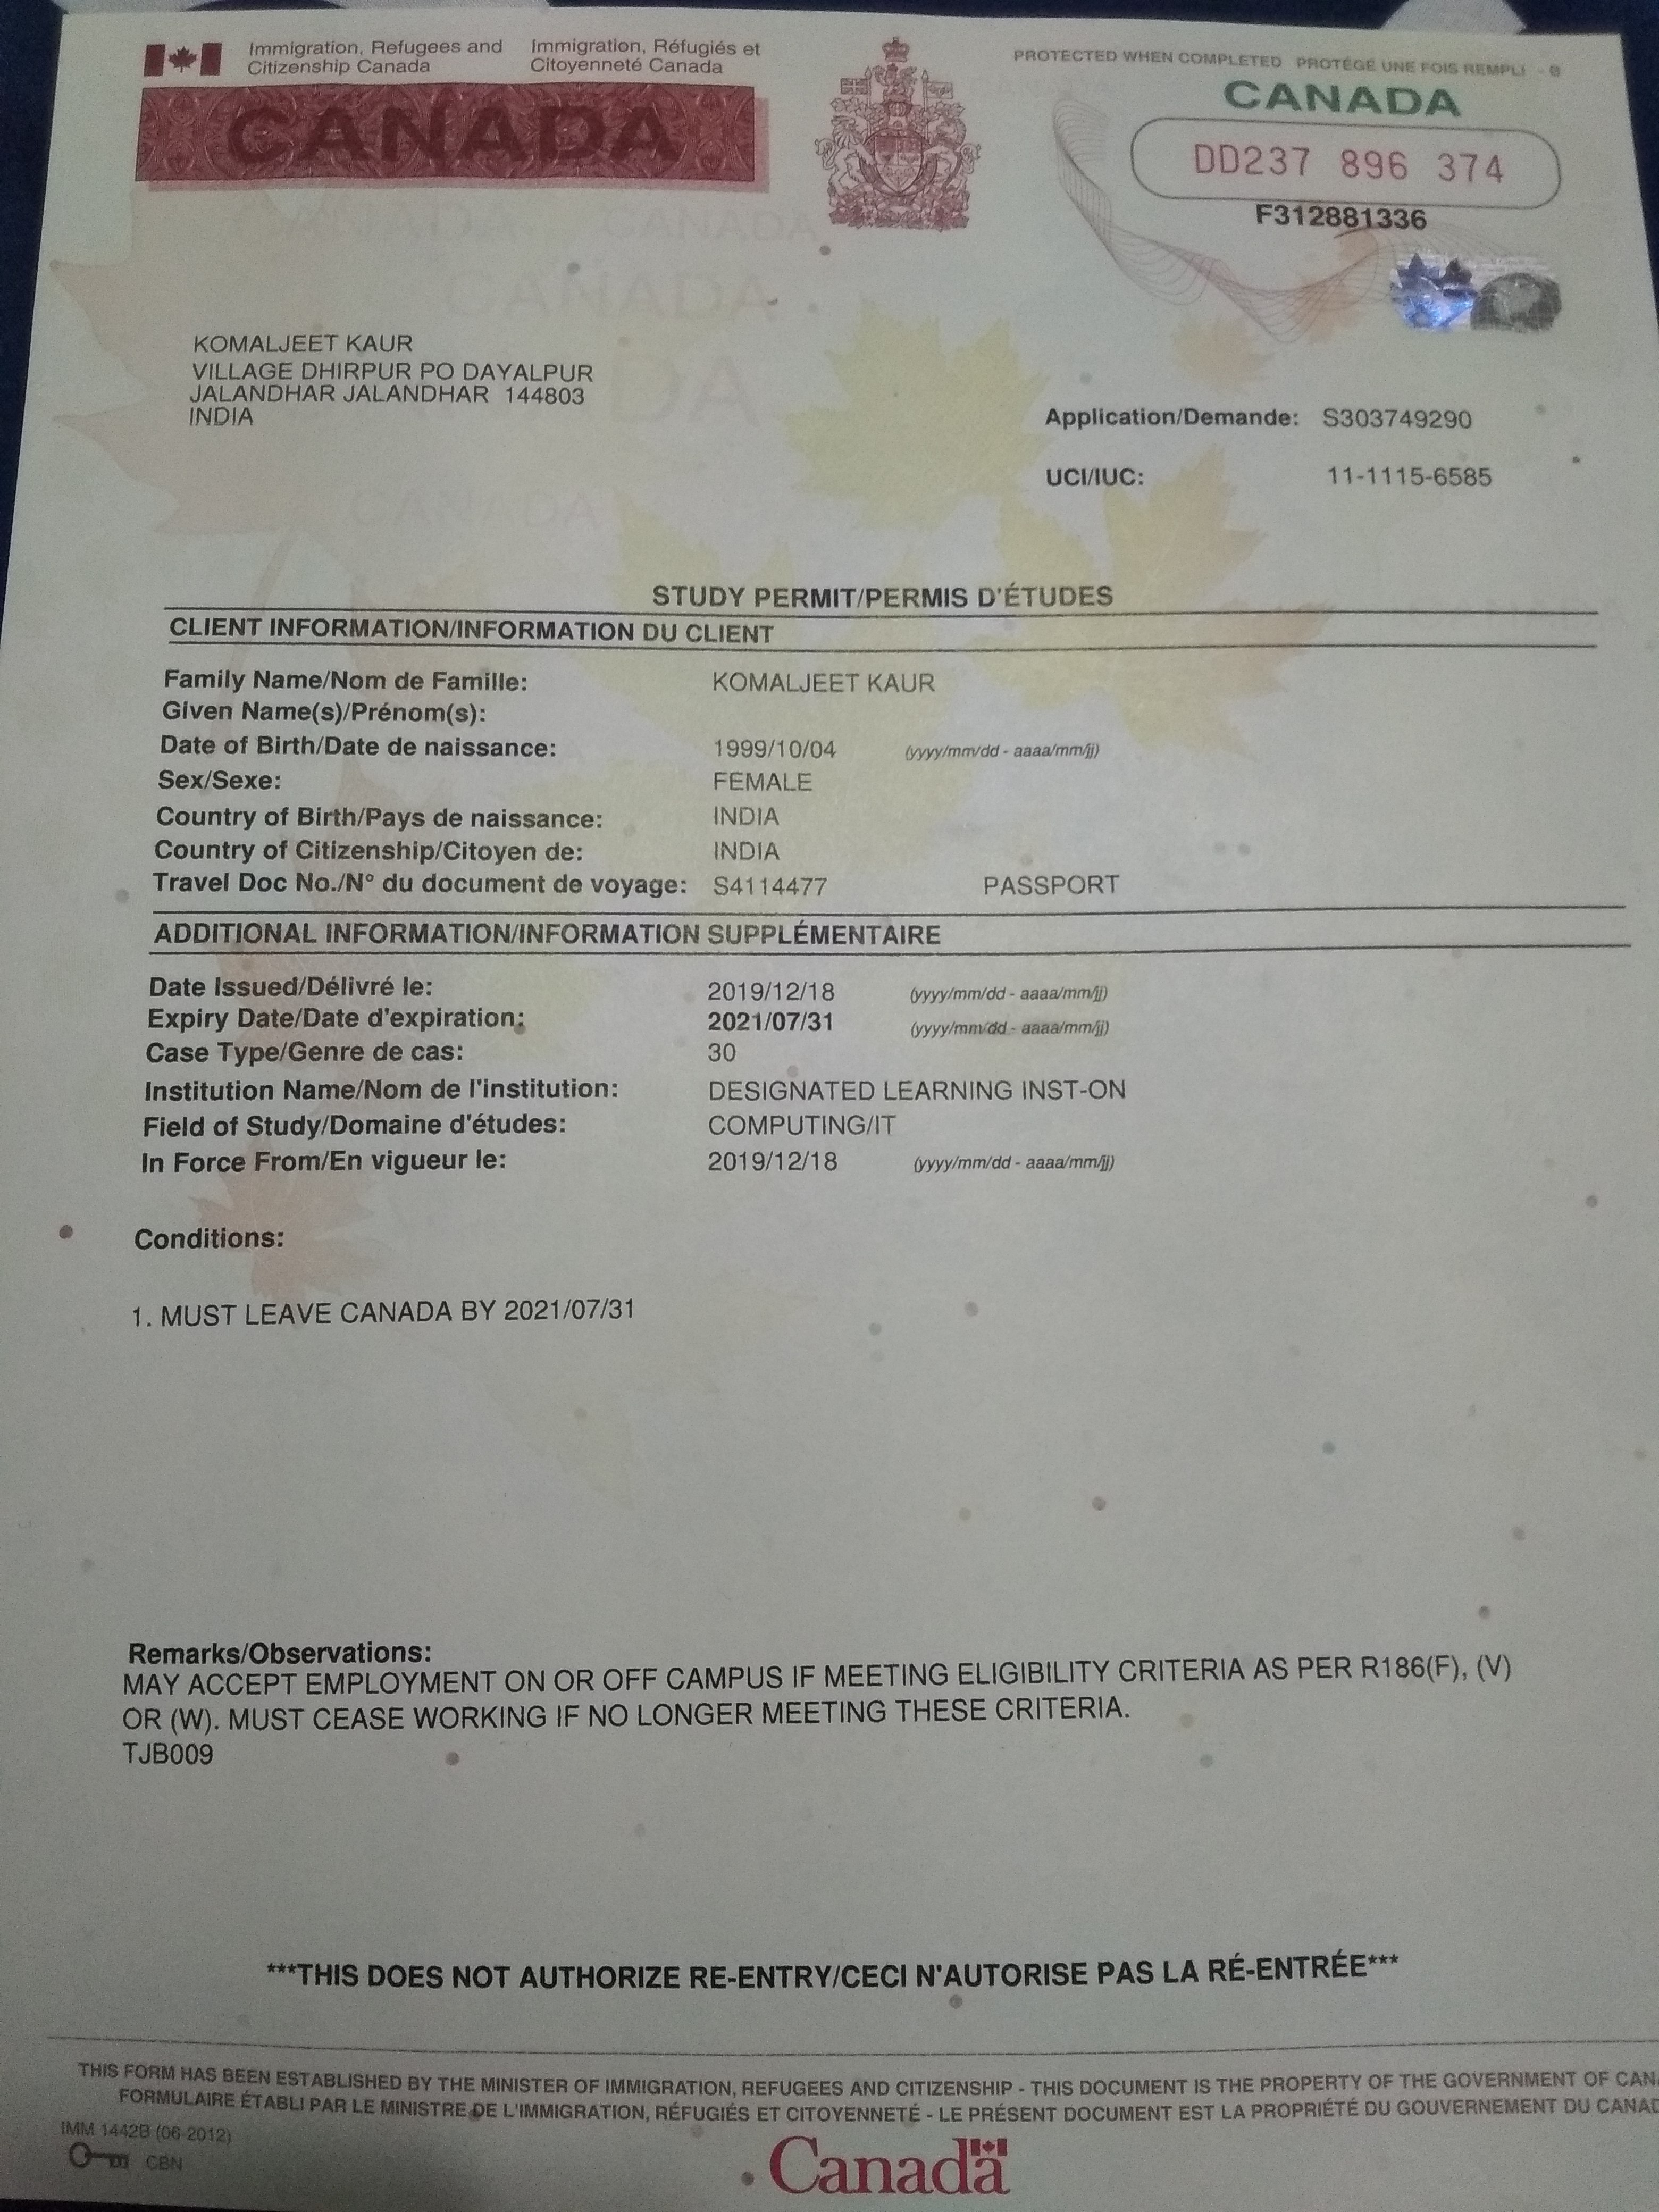 Immigration, Refugees and Citizenship Canada
Immigration, Réfugiés et Citoyenneté Canada
PROTECTED WHEN COMPLETED PROTÉGÉ UNE FOIS REMPLI - B
CANADA
CANADA
DD237 896 374
F312881336
KOMALJEET KAUR
VILLAGE DHIRPUR PO DAYALPUR
JALANDHAR JALANDHAR 144803
INDIA
Application/Demande: S303749290
UCI/IUC: 11-1115-6585
STUDY PERMIT/PERMIS D'ÉTUDES
CLIENT INFORMATION/INFORMATION DU CLIENT
Family Name/Nom de Famille: KOMALJEET KAUR
Given Name(s)/Prénom(s):
Date of Birth/Date de naissance: 1999/10/04 (yyyy/mm/dd - aaaa/mm/jj)
Sex/Sexe: FEMALE
Country of Birth/Pays de naissance: INDIA
Country of Citizenship/Citoyen de: INDIA
Travel Doc No./N° du document de voyage: S4114477 PASSPORT
ADDITIONAL INFORMATION/INFORMATION SUPPLÉMENTAIRE
Date Issued/Délivré le: 2019/12/18 (yyyy/mm/dd - aaaa/mm/jj)
Expiry Date/Date d'expiration: 2021/07/31 (yyyy/mm/dd - aaaa/mm/jj)
Case Type/Genre de cas: 30
Institution Name/Nom de l'institution: DESIGNATED LEARNING INST-ON
Field of Study/Domaine d'études: COMPUTING/IT
In Force From/En vigueur le: 2019/12/18 (yyyy/mm/dd - aaaa/mm/jj)
Conditions:
1. MUST LEAVE CANADA BY 2021/07/31
Remarks/Observations:
MAY ACCEPT EMPLOYMENT ON OR OFF CAMPUS IF MEETING ELIGIBILITY CRITERIA AS PER R186(F), (V)
OR (W). MUST CEASE WORKING IF NO LONGER MEETING THESE CRITERIA.
TJB009
***THIS DOES NOT AUTHORIZE RE-ENTRY/CECI N'AUTORISE PAS LA RÉ-ENTRÉE***
THIS FORM HAS BEEN ESTABLISHED BY THE MINISTER OF IMMIGRATION, REFUGEES AND CITIZENSHIP - THIS DOCUMENT IS THE PROPERTY OF THE GOVERNMENT OF CAN
FORMULAIRE ÉTABLI PAR LE MINISTRE DE L'IMMIGRATION, RÉFUGIÉS ET CITOYENNETÉ - LE PRÉSENT DOCUMENT EST LA PROPRIÉTÉ DU GOUVERNEMENT DU CANAD
IMM 1442B (06-2012)
CBN
Canada